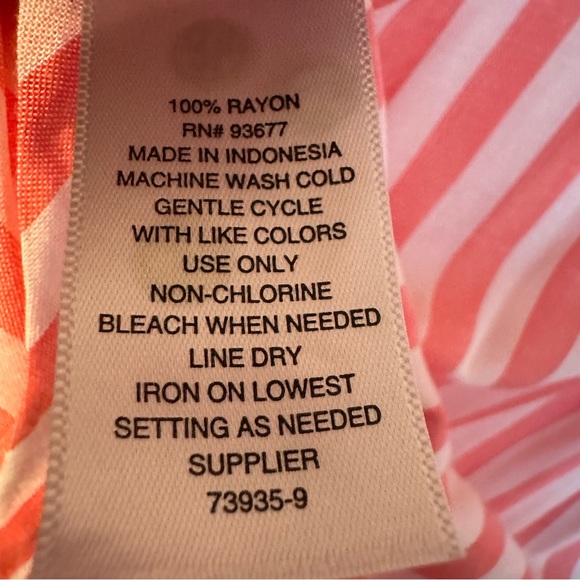 100% RAYON
RN# 93677
MADE IN INDONESIA
MACHINE WASH COLD
GENTLE CYCLE
WITH LIKE COLORS
USE ONLY
NON-CHLORINE
BLEACH WHEN NEEDED
LINE DRY
IRON ON LOWEST
SETTING AS NEEDED
SUPPLIER
73935-9